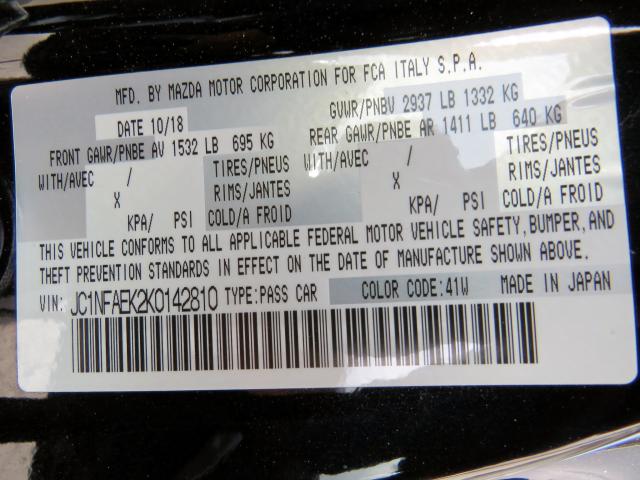 MFD. BY MAZDA MOTOR CORPORATION FOR FCA ITALY S.P.A.
DATE 10/18 GVWR/PNBV 2937 LB 1332 KG
FRONT GAWR/PNBE AV 1532 LB 695 KG REAR GAWR/PNBE AR 1411 LB 640 KG
WITH/AVEC / TIRES/PNEUS WITH/AVEC / TIRES/PNEUS
X RIMS/JANTES X RIMS/JANTES
KPA/ PSI COLD/A FROID KPA/ PSI COLD/A FROID
THIS VEHICLE CONFORMS TO ALL APPLICABLE FEDERAL MOTOR VEHICLE SAFETY, BUMPER, AND
THEFT PREVENTION STANDARDS IN EFFECT ON THE DATE OF MANUFACTURE SHOWN ABOVE.
VIN: JC1NFAEK2K0142810 TYPE:PASS CAR COLOR CODE:41W MADE IN JAPAN